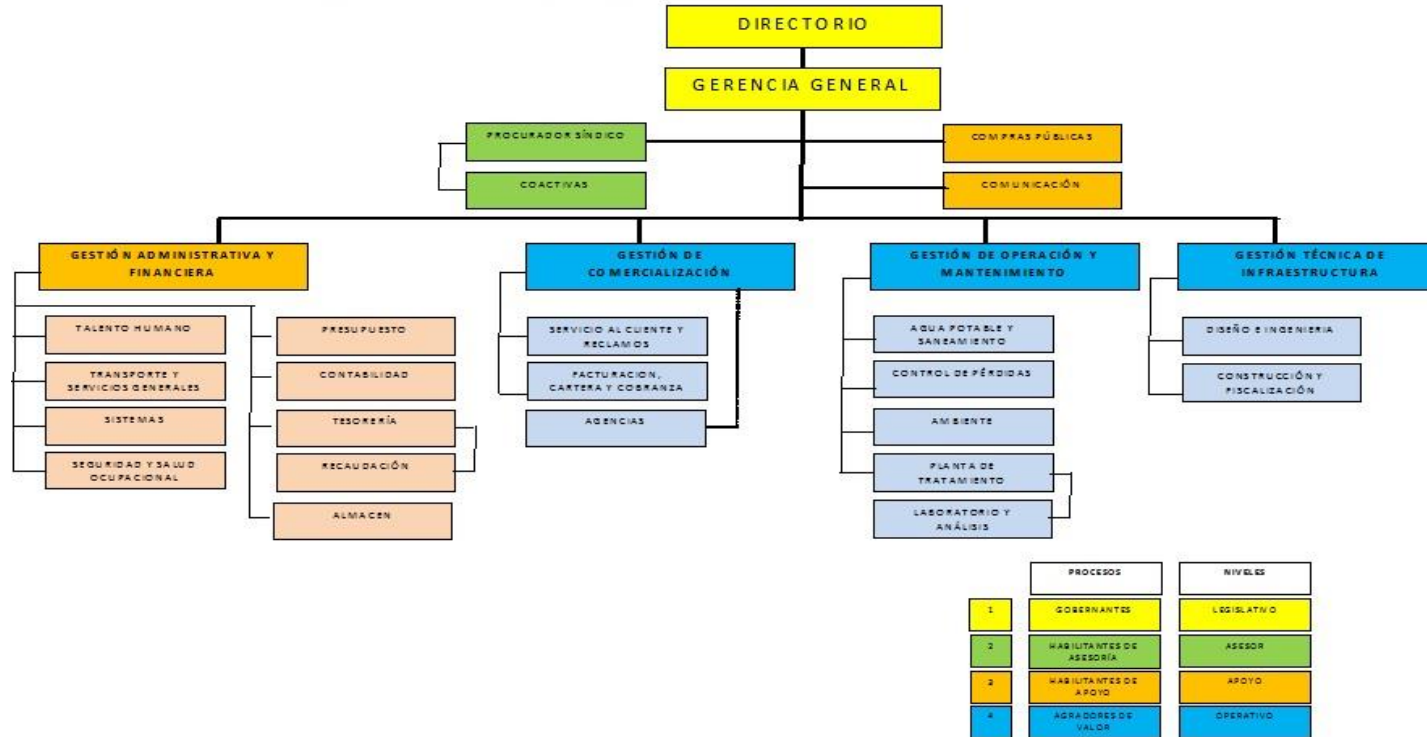 DIRECTORIO
GERENCIA GENERAL
PROCURADOR SÍNDICO
COMPRAS PÚBLICAS
COACTIVAS
COMUNICACIÓN
GESTIÓN ADMINISTRATIVA Y
FINANCIERA
GESTIÓN DE
COMERCIALIZACIÓN
GESTIÓN DE OPERACIÓN Y
MANTENIMIENTO
GESTIÓN TÉCNICA DE
INFRAESTRUCTURA
TALENTO HUMANO
TRANSPORTE Y
SERVICIOS GENERALES
SISTEMAS
SEGURIDAD Y SALUD
OCUPACIONAL
PRESUPUESTO
CONTABILIDAD
TESORERÍA
RECAUDACIÓN
ALMACEN
SERVICIO AL CLIENTE Y
RECLAMOS
FACTURACION,
CARTERA Y COBRANZA
AGENCIAS
AGUA POTABLE Y
SANEAMIENTO
CONTROL DE PÉRDIDAS
AMBIENTE
PLANTA DE
TRATAMIENTO
LABORATORIO Y
ANÁLISIS
DISEÑO E INGENIERIA
CONSTRUCCIÓN Y
FISCALIZACIÓN
PROCESOS
NIVELES
1
GOBERNANTES
LEGISLATIVO
2
HABILITANTES DE
ASESORÍA
ASESOR
3
HABILITANTES DE
APOYO
APOYO
4
AGRADORES DE
VALOR
OPERATIVO